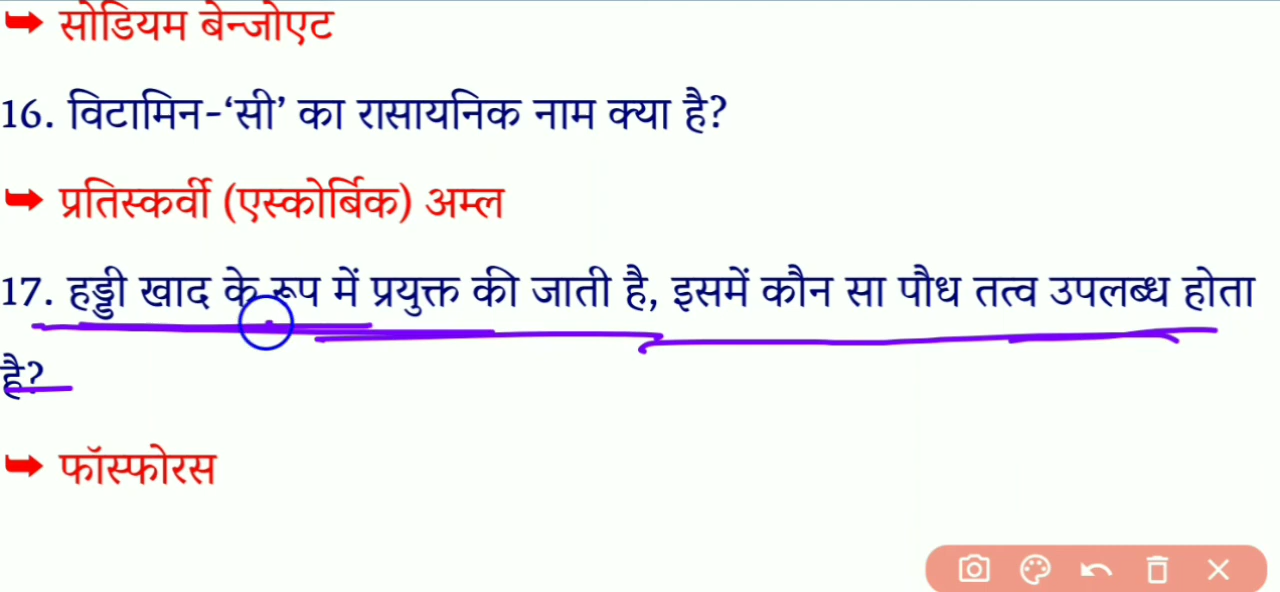 ➥ सोडियम बेन्जोएट
16. विटामिन-‘सी’ का रासायनिक नाम क्या है?
➥ प्रतिस्कर्वी (एस्कोर्बिक) अम्ल
17. हड्डी खाद के रूप में प्रयुक्त की जाती है, इसमें कौन सा पौध तत्व उपलब्ध होता
है?
➥ फॉस्फोरस